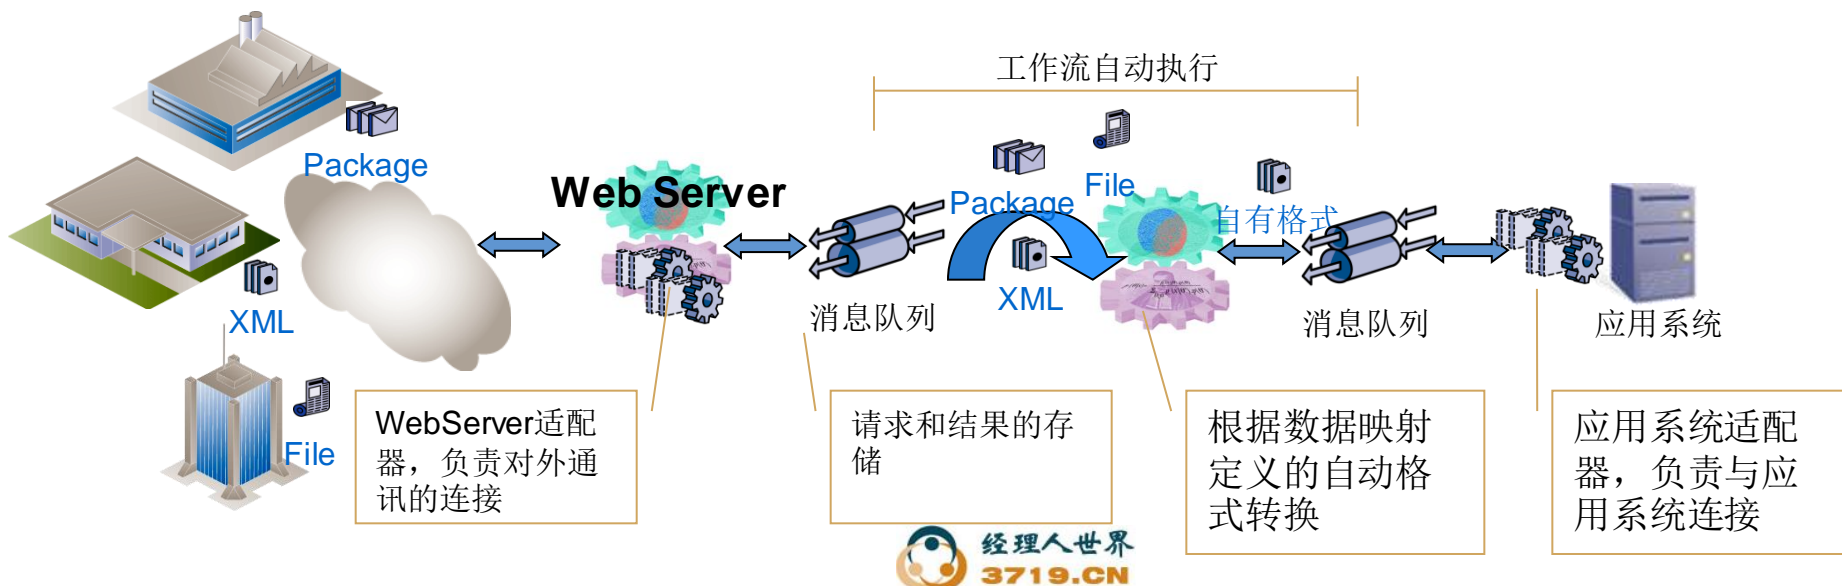 工作流自动执行
Package
XML
File
Web Server
消息队列
Package
File
XML
自有格式
消息队列
应用系统
WebServer适配
器，负责对外通
讯的连接
请求和结果的存
储
根据数据映射
定义的自动格
式转换
应用系统适配
器，负责与应
用系统连接
经理人世界
3719.CN